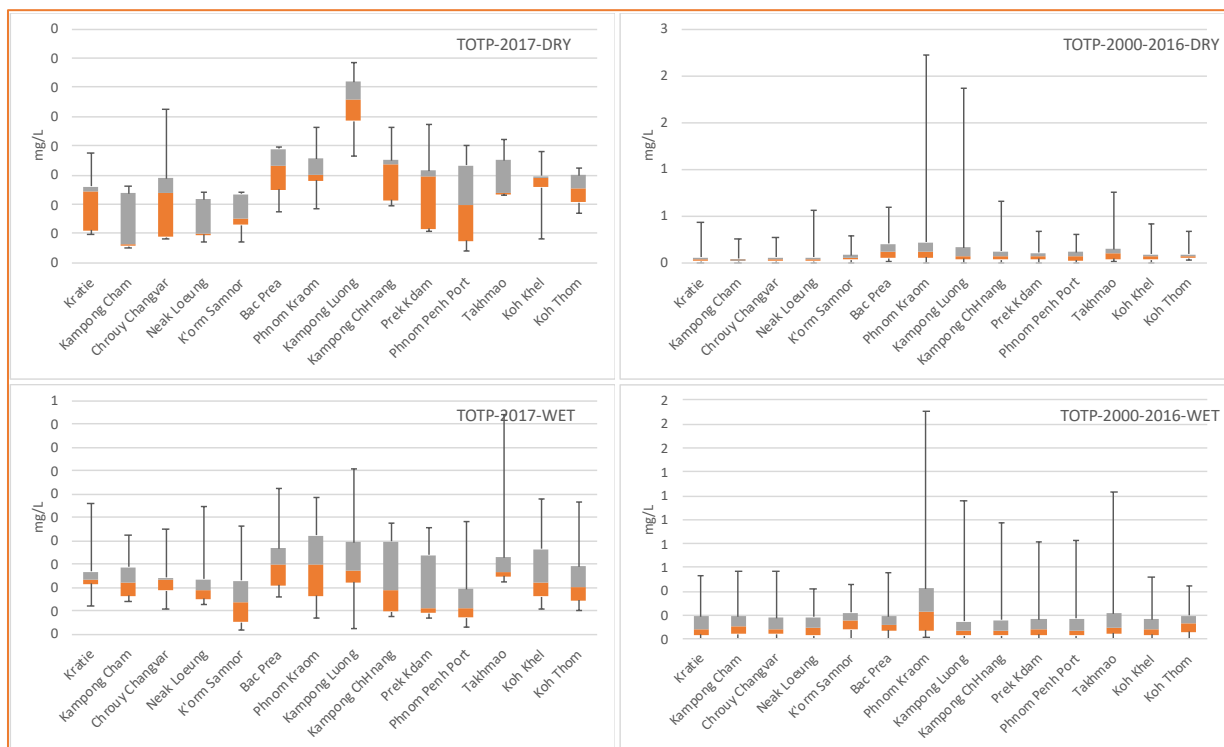 TOTP-2017-DRY
mg/L
0
0
0
0
0
0
0
0
0
Kratie
Kampong Cham
Chrouy Changvar
Neak Loeung
K'orm Samnor
Bac Prea
Phnom Kraom
Kampong Luong
Kampong ChHnang
Prek Kdam
Phnom Penh Port
Takhmao
Koh Khel
Koh Thom
TOTP-2000-2016-DRY
mg/L
3
2
2
1
1
0
Kratie
Kampong Cham
Chrouy Changvar
Neak Loeung
K'orm Samnor
Bac Prea
Phnom Kraom
Kampong Luong
Kampong ChHnang
Prek Kdam
Phnom Penh Port
Takhmao
Koh Khel
Koh Thom
TOTP-2017-WET
mg/L
1
0
0
0
0
0
0
0
0
0
0
Kratie
Kampong Cham
Chrouy Changvar
Neak Loeung
K'orm Samnor
Bac Prea
Phnom Kraom
Kampong Luong
Kampong ChHnang
Prek Kdam
Phnom Penh Port
Takhmao
Koh Khel
Koh Thom
TOTP-2000-2016-WET
mg/L
2
2
2
1
1
1
1
1
0
0
0
Kratie
Kampong Cham
Chrouy Changvar
Neak Loeung
K'orm Samnor
Bac Prea
Phnom Kraom
Kampong Luong
Kampong ChHnang
Prek Kdam
Phnom Penh Port
Takhmao
Koh Khel
Koh Thom